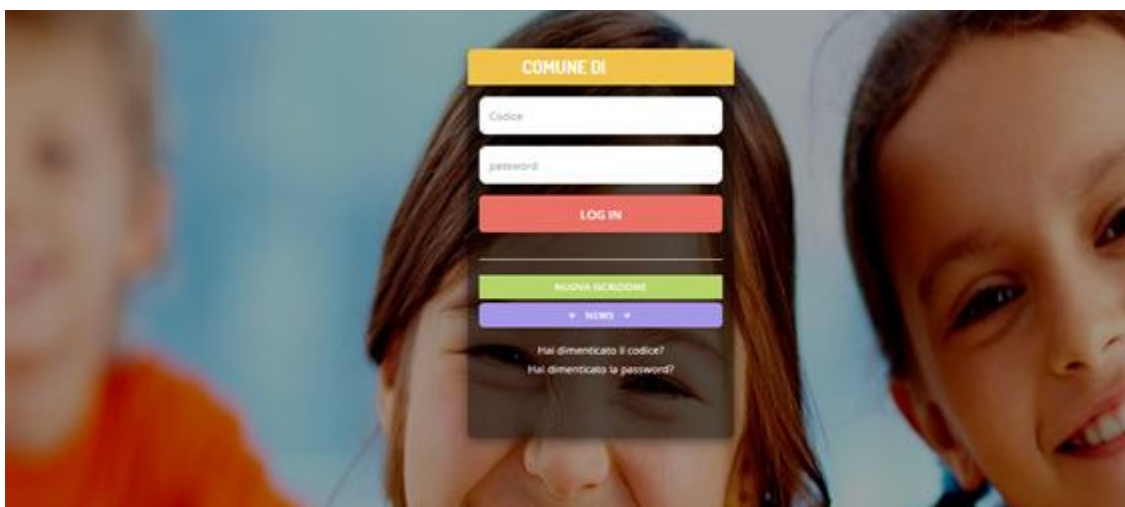 COMUNE DI
Codice
password
LOG IN
NUOVA ISCRIZIONE
NEWS
Hai dimenticato il codice?
Hai dimenticato la password?